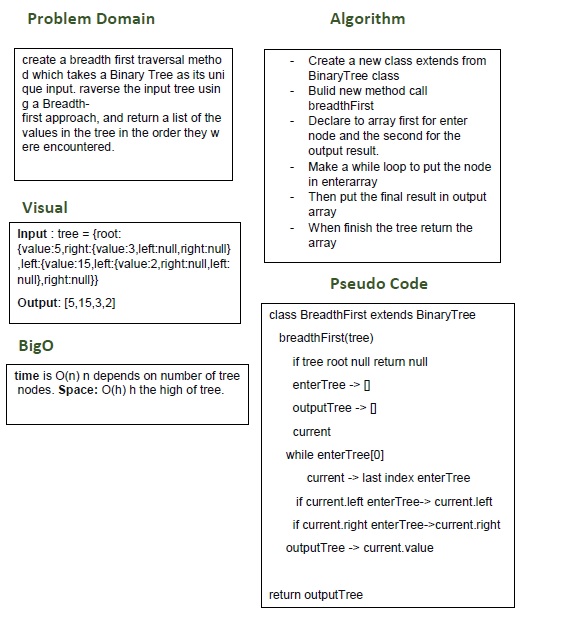 Problem Domain
create a breadth first traversal metho
d which takes a Binary Tree as its uni
que input. raverse the input tree usin
g a Breadth-
first approach, and return a list of the
values in the tree in the order they w
ere encountered.
Visual
Input : tree = {root:
{value:5,right:{value:3,left:null,right:null}
,left:{value:15,left:{value:2,right:null,left:
null},right:null}}
Output: [5,15,3,2]
BigO
time is O(n) n depends on number of tree
nodes. Space: O(h) h the high of tree.
Algorithm
- Create a new class extends from
BinaryTree class
- Bulid new method call
breadthFirst
- Declare to array first for enter
node and the second for the
output result.
- Make a while loop to put the node
in enterarray
- Then put the final result in output
array
- When finish the tree return the
array
Pseudo Code
class BreadthFirst extends BinaryTree
breadthFirst(tree)
if tree root null return null
enterTree -> []
outputTree -> []
current
while enterTree[0]
current -> last index enterTree
if current.left enterTree-> current.left
if current.right enterTree->current.right
outputTree -> current.value
return outputTree